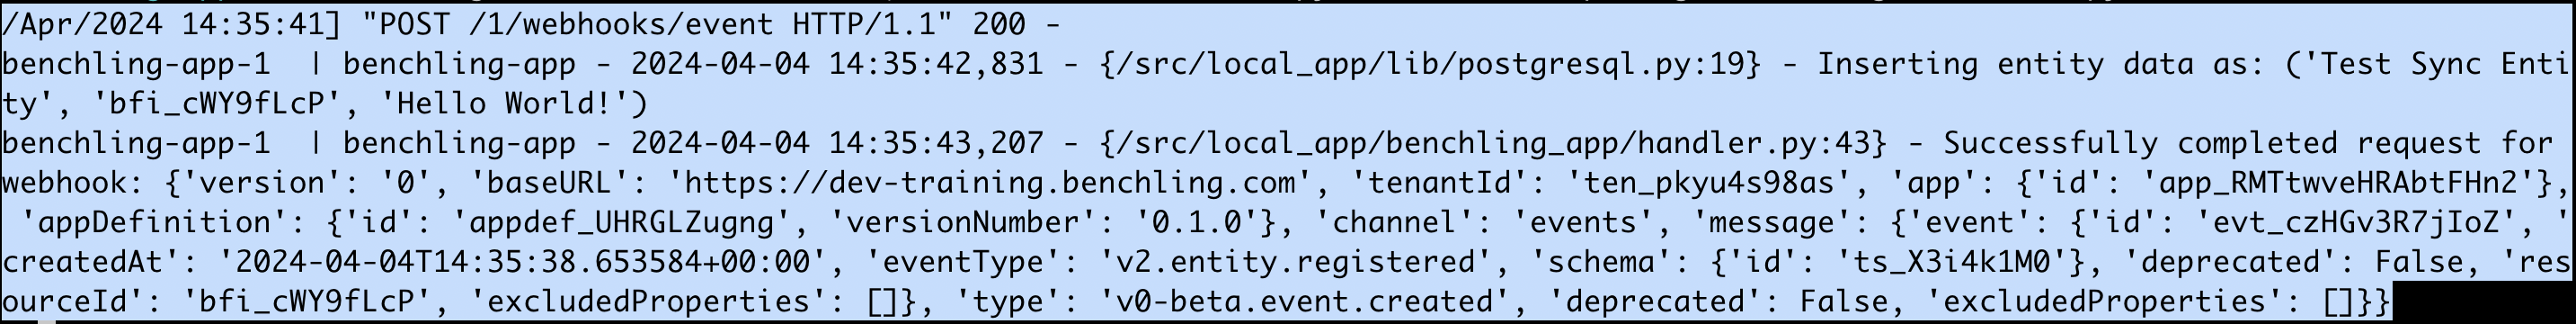 /Apr/2024 14:35:41] "POST /1/webhooks/event HTTP/1.1" 200 -
benchling-app-1  | benchling-app - 2024-04-04 14:35:42,831 - {/src/local_app/lib/postgresql.py:19} - Inserting entity data as: ('Test Sync Enti
ty', 'bfi_cWY9fLcP', 'Hello World!')
benchling-app-1  | benchling-app - 2024-04-04 14:35:43,207 - {/src/local_app/benchling_app/handler.py:43} - Successfully completed request for
webhook: {'version': '0', 'baseURL': 'https://dev-training.benchling.com', 'tenantId': 'ten_pkyu4s98as', 'app': {'id': 'app_RMTtwveHRAbtFHn2'},
 'appDefinition': {'id': 'appdef_UHRGLZugng', 'versionNumber': '0.1.0'}, 'channel': 'events', 'message': {'event': {'id': 'evt_czHGv3R7jIoZ', '
createdAt': '2024-04-04T14:35:38.653584+00:00', 'eventType': 'v2.entity.registered', 'schema': {'id': 'ts_X3i4k1M0'}, 'deprecated': False, 'res
ourceId': 'bfi_cWY9fLcP', 'excludedProperties': []}, 'type': 'v0-beta.event.created', 'deprecated': False, 'excludedProperties': []}}